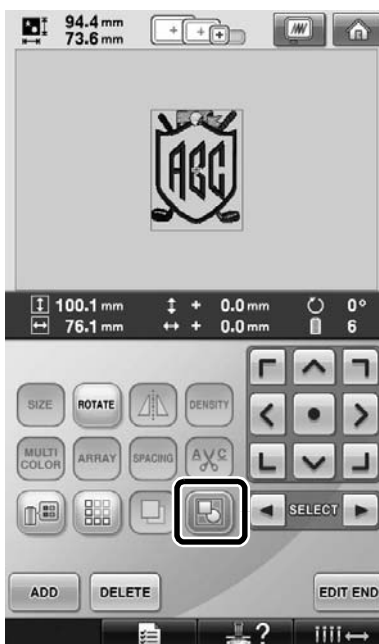 94.4 mm
73.6 mm
AGC
100.1 mm + 0.0 mm 0°
76.1 mm + 0.0 mm 6
SIZE ROTATE DENSITY
MULTI COLOR ARRAY SPACING A C
SELECT
ADD DELETE EDIT END
?